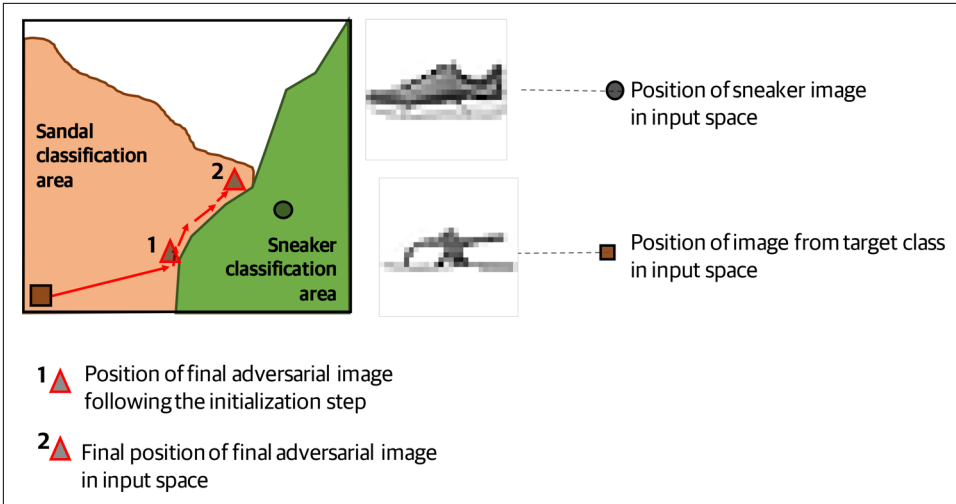 Sandal
classification
area
2
1
Sneaker
classification
area
Position of sneaker image
in input space
Position of image from target class
in input space
1
Position of final adversarial image
following the initialization step
2
Final position of final adversarial image
in input space